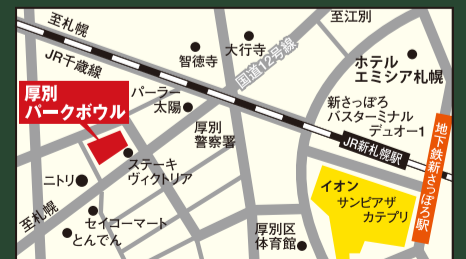 至札幌
至江別
JR千歳線
智徳寺
大行寺
国道12号線
ホテル
エミシア札幌
厚別
パークボウル
パーラー
太陽
新さっぽろ
バスターミナル
デュオー1
厚別
警察署
JR新札幌駅
地下鉄新さっぽろ駅
ステーキ
ヴィクトリア
ニトリ
イオン
サンピアザ
カテプリ
至札幌
セイコーマート
とんでん
厚別区
体育館